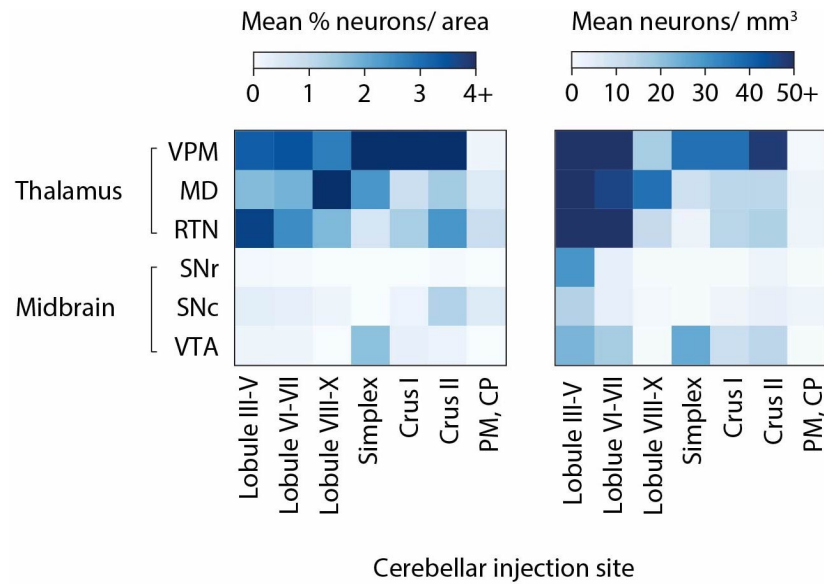 Mean % neurons/ area
0 1 2 3 4+
Mean neurons/ mm³
0 10 20 30 40 50+
Thalamus
VPM
MD
RTN
Midbrain
SNr
SNc
VTA
Lobule III-V
Lobule VI-VII
Lobule VIII-X
Simplex
Crus I
Crus II
PM, CP
Lobule III-V
Loblue VI-VII
Lobule VIII-X
Simplex
Crus I
Crus II
PM, CP
Cerebellar injection site